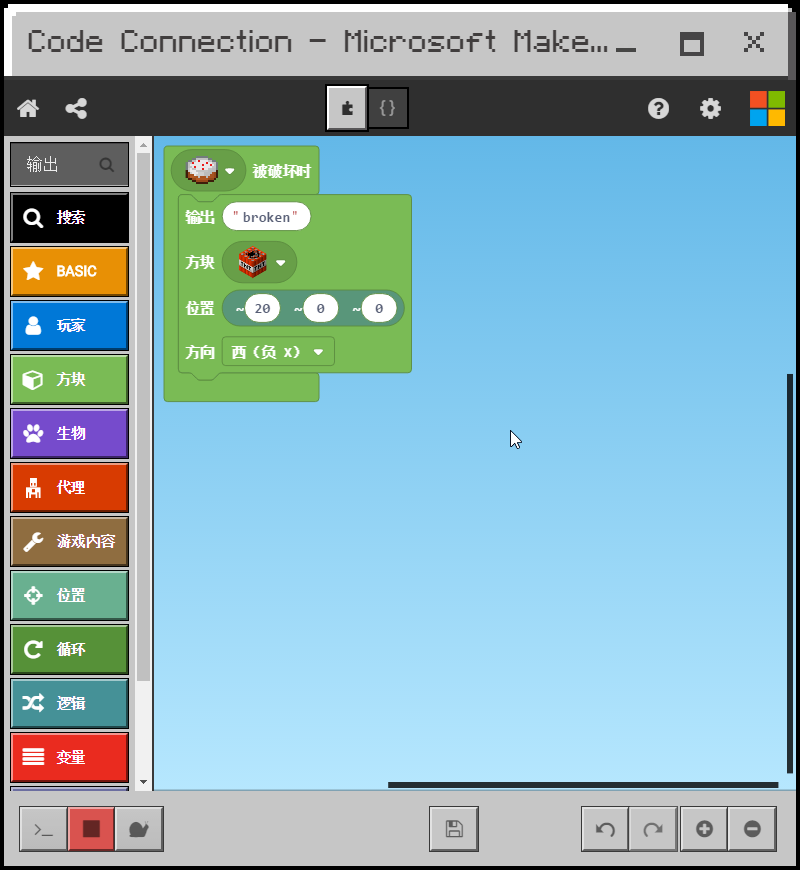 Code Connection - Microsoft Make...
{}
输出
搜索
BASIC
玩家
方块
生物
代理
游戏内容
位置
循环
逻辑
变量
被破坏时
输出 "broken"
方块
位置 ~20 ~0 ~0
方向 西（负 X）
>_